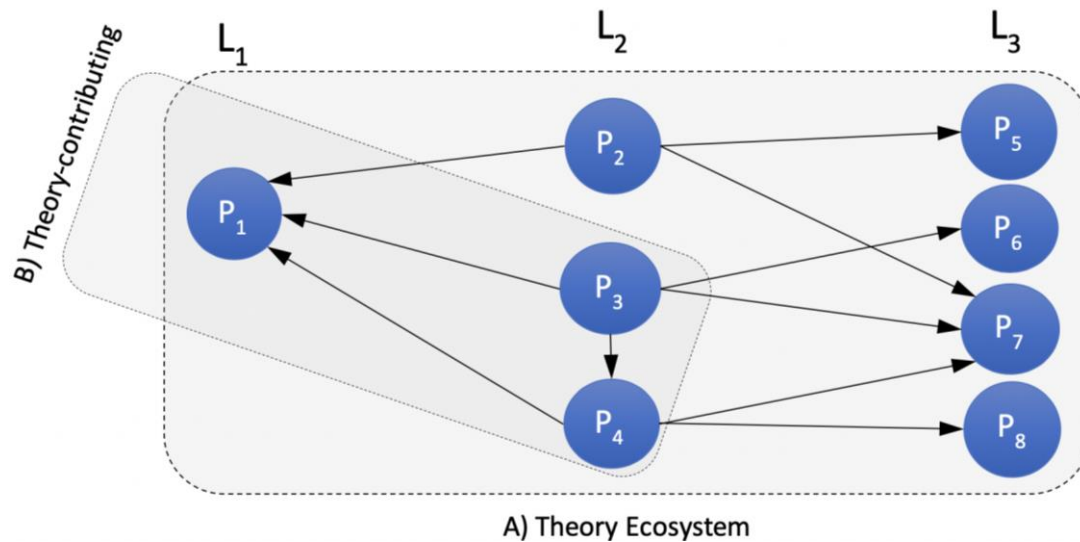 L₁ L₂ L₃
B) Theory-contributing
P₁
P₂
P₃
P₄
P₅
P₆
P₇
P₈
A) Theory Ecosystem